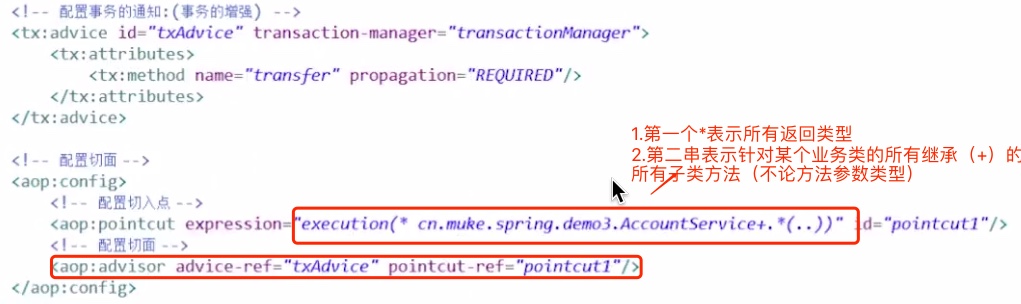 <!-- 配置事务的通知:(事务的增强) -->
<tx:advice id="txAdvice" transaction-manager="transactionManager">
<tx:attributes>
<tx:method name="transfer" propagation="REQUIRED"/>
</tx:attributes>
</tx:advice>
1.第一个*表示所有返回类型
2.第二串表示针对某个业务类的所有继承（+）的
所有子类方法（不论方法参数类型）
<!-- 配置切面 -->
<aop:config>
<!-- 配置切入点 -->
<aop:pointcut expression="execution(* cn.muke.spring.demo3.AccountService+.*(..))" id="pointcut1"/>
<!-- 配置切面 -->
<aop:advisor advice-ref="txAdvice" pointcut-ref="pointcut1"/>
</aop:config>